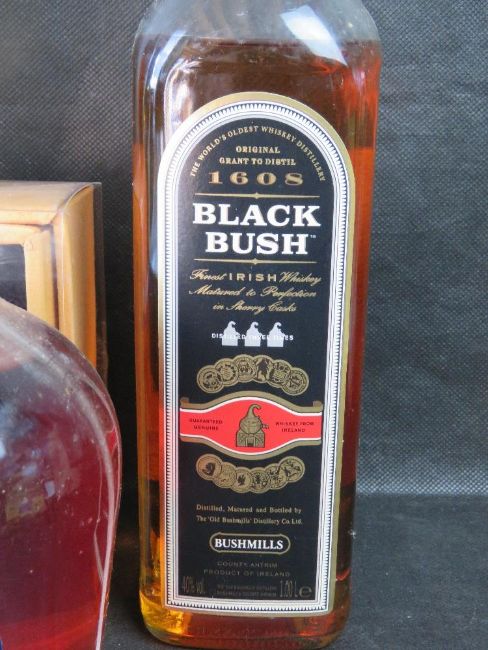 THE WORLD'S OLDEST WHISKEY DISTILLERY
ORIGINAL
GRANT TO DISTIL
1608
BLACK
BUSH™
Finest IRISH Whiskey
Matured to Perfection
in Sherry Casks
DISTILLED THREE TIMES
GUARANTEED
GENUINE
WHISKEY FROM
IRELAND
Distilled, Matured and Bottled by
The 'Old Bushmills' Distillery Co. Ltd.
BUSHMILLS
COUNTY ANTRIM
PRODUCT OF IRELAND
40% vol.
1.00 L e